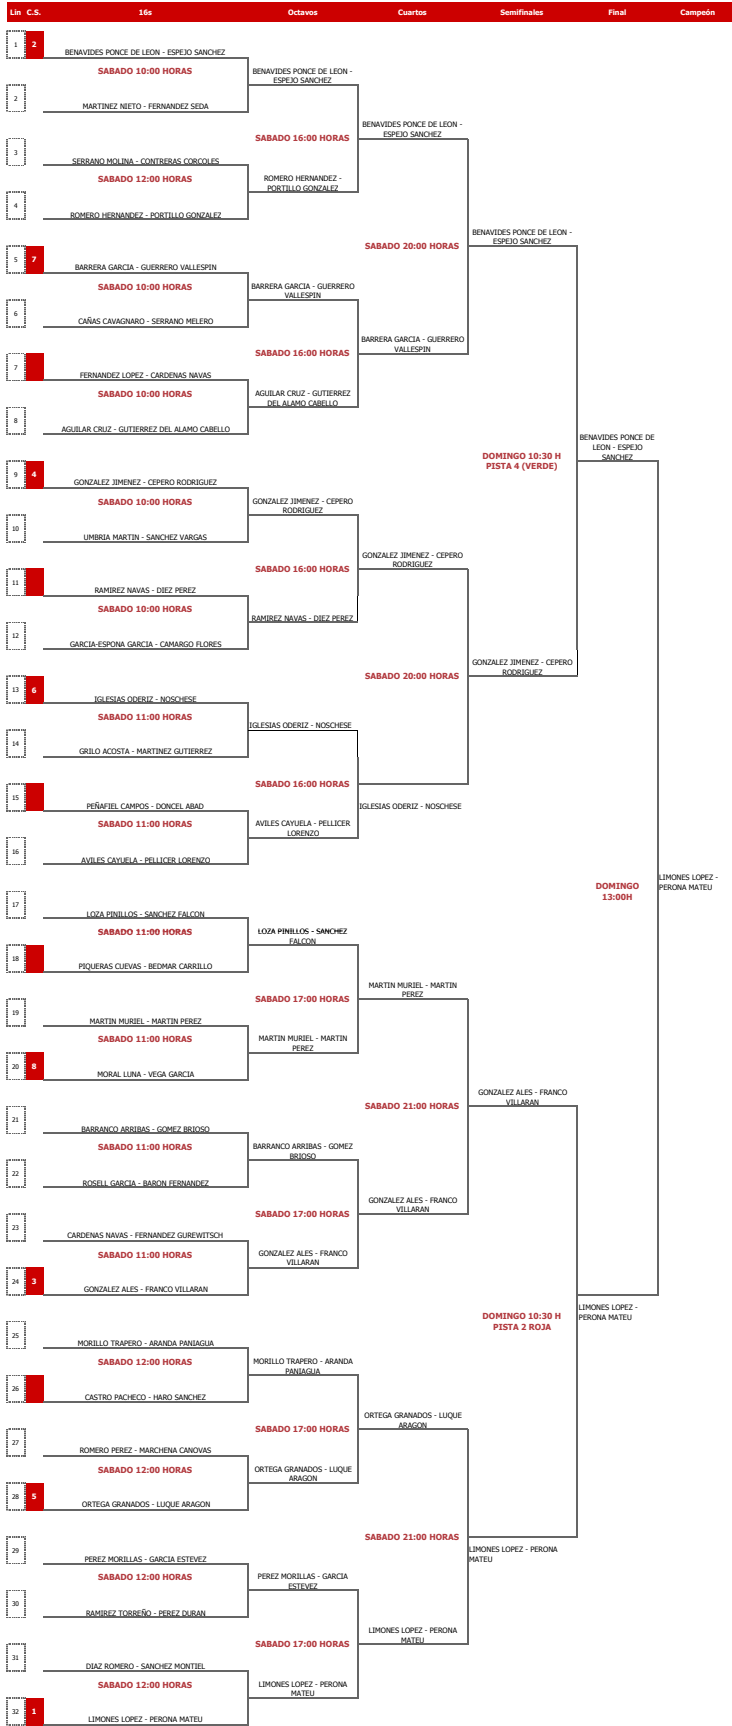 Lin C.S. 16s Octavos Cuartos Semifinales Final Campeón
1 2
BENAVIDES PONCE DE LEON - ESPEJO SANCHEZ
SABADO 10:00 HORAS
BENAVIDES PONCE DE LEON -
ESPEJO SANCHEZ
2
MARTINEZ NIETO - FERNANDEZ SEDA
BENAVIDES PONCE DE LEON -
ESPEJO SANCHEZ
SABADO 16:00 HORAS
3
SERRANO MOLINA - CONTRERAS CORCOLES
SABADO 12:00 HORAS
ROMERO HERNANDEZ -
PORTILLO GONZALEZ
4
ROMERO HERNANDEZ - PORTILLO GONZALEZ
BENAVIDES PONCE DE LEON -
ESPEJO SANCHEZ
SABADO 20:00 HORAS
5 7
BARRERA GARCIA - GUERRERO VALLESPIN
SABADO 10:00 HORAS
BARRERA GARCIA - GUERRERO
VALLESPIN
6
CAÑAS CAVAGNARO - SERRANO MELERO
BARRERA GARCIA - GUERRERO
VALLESPIN
SABADO 16:00 HORAS
7
FERNANDEZ LOPEZ - CARDENAS NAVAS
SABADO 10:00 HORAS
AGUILAR CRUZ - GUTIERREZ
DEL ALAMO CABELLO
8
AGUILAR CRUZ - GUTIERREZ DEL ALAMO CABELLO
BENAVIDES PONCE DE
LEON - ESPEJO
SANCHEZ
DOMINGO 10:30 H
PISTA 4 (VERDE)
9 4
GONZALEZ JIMENEZ - CEPERO RODRIGUEZ
SABADO 10:00 HORAS
GONZALEZ JIMENEZ - CEPERO
RODRIGUEZ
10
UMBRIA MARTIN - SANCHEZ VARGAS
GONZALEZ JIMENEZ - CEPERO
RODRIGUEZ
SABADO 16:00 HORAS
11
RAMIREZ NAVAS - DIEZ PEREZ
SABADO 10:00 HORAS
RAMIREZ NAVAS - DIEZ PEREZ
12
GARCIA-ESPONA GARCIA - CAMARGO FLORES
GONZALEZ JIMENEZ - CEPERO
RODRIGUEZ
SABADO 20:00 HORAS
13 6
IGLESIAS ODERIZ - NOSCHESE
SABADO 11:00 HORAS
IGLESIAS ODERIZ - NOSCHESE
14
GRILO ACOSTA - MARTINEZ GUTIERREZ
SABADO 16:00 HORAS
15
PEÑAFIEL CAMPOS - DONCEL ABAD
IGLESIAS ODERIZ - NOSCHESE
SABADO 11:00 HORAS
AVILES CAYUELA - PELLICER
LORENZO
16
AVILES CAYUELA - PELLICER LORENZO
LIMONES LOPEZ -
PERONA MATEU
DOMINGO
13:00H
17
LOZA PINILLOS - SANCHEZ FALCON
SABADO 11:00 HORAS
LOZA PINILLOS - SANCHEZ
FALCON
18
PIQUERAS CUEVAS - BEDMAR CARRILLO
MARTIN MURIEL - MARTIN
PEREZ
SABADO 17:00 HORAS
19
MARTIN MURIEL - MARTIN PEREZ
SABADO 11:00 HORAS
MARTIN MURIEL - MARTIN
PEREZ
20 8
MORAL LUNA - VEGA GARCIA
GONZALEZ ALES - FRANCO
VILLARAN
SABADO 21:00 HORAS
21
BARRANCO ARRIBAS - GOMEZ BRIOSO
SABADO 11:00 HORAS
BARRANCO ARRIBAS - GOMEZ
BRIOSO
22
ROSELL GARCIA - BARON FERNANDEZ
GONZALEZ ALES - FRANCO
VILLARAN
SABADO 17:00 HORAS
23
CARDENAS NAVAS - FERNANDEZ GUREWITSCH
SABADO 11:00 HORAS
GONZALEZ ALES - FRANCO
VILLARAN
24 3
GONZALEZ ALES - FRANCO VILLARAN
LIMONES LOPEZ -
PERONA MATEU
DOMINGO 10:30 H
PISTA 2 ROJA
25
MORILLO TRAPERO - ARANDA PANIAGUA
SABADO 12:00 HORAS
MORILLO TRAPERO - ARANDA
PANIAGUA
26
CASTRO PACHECO - HARO SANCHEZ
ORTEGA GRANADOS - LUQUE
ARAGON
SABADO 17:00 HORAS
27
ROMERO PEREZ - MARCHENA CANOVAS
SABADO 12:00 HORAS
ORTEGA GRANADOS - LUQUE
ARAGON
28 5
ORTEGA GRANADOS - LUQUE ARAGON
SABADO 21:00 HORAS
LIMONES LOPEZ - PERONA
MATEU
29
PEREZ MORILLAS - GARCIA ESTEVEZ
SABADO 12:00 HORAS
PEREZ MORILLAS - GARCIA
ESTEVEZ
30
RAMIREZ TORREÑO - PEREZ DURAN
LIMONES LOPEZ - PERONA
MATEU
SABADO 17:00 HORAS
31
DIAZ ROMERO - SANCHEZ MONTIEL
SABADO 12:00 HORAS
LIMONES LOPEZ - PERONA
MATEU
32 1
LIMONES LOPEZ - PERONA MATEU